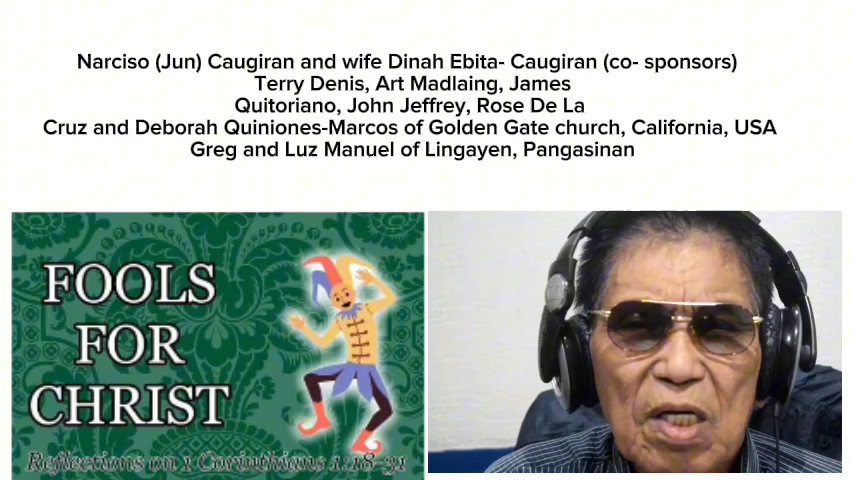 Narciso (Jun) Caugiran and wife Dinah Ebita- Caugiran (co- sponsors)
Terry Denis, Art Madlaing, James
Quitoriano, John Jeffrey, Rose De La
Cruz and Deborah Quiniones-Marcos of Golden Gate church, California, USA
Greg and Luz Manuel of Lingayen, Pangasinan
FOOLS
FOR
CHRIST
Reflections on 1 Corinthians 1:18-31